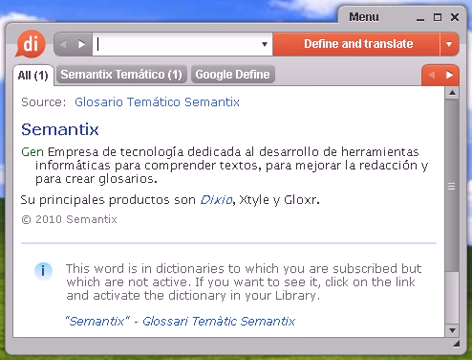 Menu
di
Define and translate
All (1) Semantix Temático (1) Google Define
Source: Glosario Temático Semantix
Semantix
Gen Empresa de tecnología dedicada al desarrollo de herramientas
informáticas para comprender textos, para mejorar la redacción y
para crear glosarios.
Su principales productos son Dixio, Xtyle y Gloxr.
© 2010 Semantix
This word is in dictionaries to which you are subscribed but
which are not active. If you want to see it, click on the link
and activate the dictionary in your Library.
"Semantix" - Glossari Temàtic Semantix